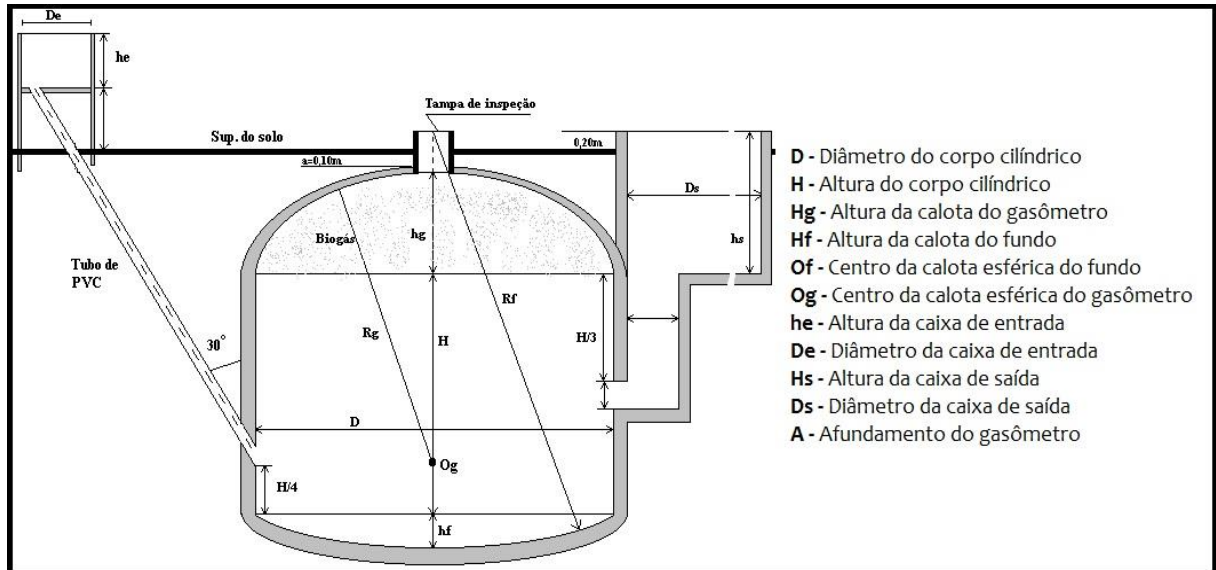 De
he
Tampa de inspeção
Sup. do solo
a=0,10m
0,20m
Ds
hs
Biogás
hg
Tubo de
PVC
Rf
Rg
H
H/3
30°
D
Og
H/4
hf
D - Diâmetro do corpo cilíndrico
H - Altura do corpo cilíndrico
Hg - Altura da calota do gasômetro
Hf - Altura da calota do fundo
Of - Centro da calota esférica do fundo
Og - Centro da calota esférica do gasômetro
he - Altura da caixa de entrada
De - Diâmetro da caixa de entrada
Hs - Altura da caixa de saída
Ds - Diâmetro da caixa de saída
A - Afundamento do gasômetro